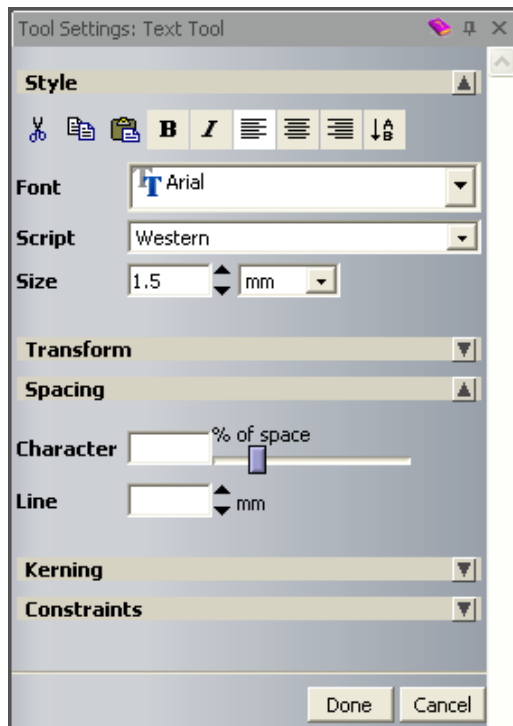 Tool Settings: Text Tool
Style
B I A B
Font Arial
Script Western
Size 1.5 mm
Transform
Spacing
Character % of space
Line mm
Kerning
Constraints
Done Cancel